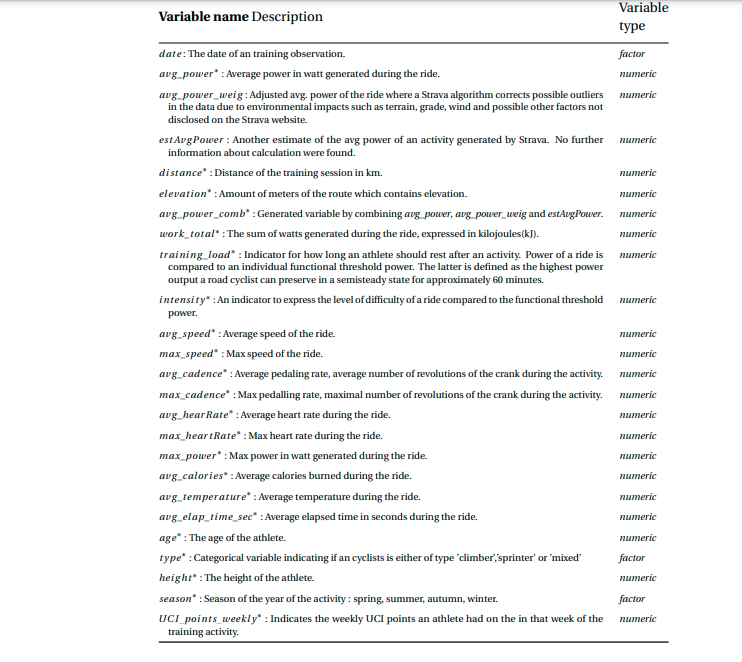 Variable name Description Variable type
date: The date of an training observation. factor
avg_power* : Average power in watt generated during the ride. numeric
avg_power_weig : Adjusted avg. power of the ride where a Strava algorithm corrects possible outliers numeric
in the data due to environmental impacts such as terrain, grade, wind and possible other factors not
disclosed on the Strava website.
estAvgPower : Another estimate of the avg power of an activity generated by Strava. No further numeric
information about calculation were found.
distance* : Distance of the training session in km. numeric
elevation* : Amount of meters of the route which contains elevation. numeric
avg_power_comb* : Generated variable by combining avg_power, avg_power_weig and estAvgPower. numeric
work_total* : The sum of watts generated during the ride, expressed in kilojoules(kJ). numeric
training_load* : Indicator for how long an athlete should rest after an activity. Power of a ride is numeric
compared to an individual functional threshold power. The latter is defined as the highest power
output a road cyclist can preserve in a semisteady state for approximately 60 minutes.
intensity* : An indicator to express the level of difficulty of a ride compared to the functional threshold numeric
power.
avg_speed* : Average speed of the ride. numeric
max_speed* : Max speed of the ride. numeric
avg_cadence* : Average pedaling rate, average number of revolutions of the crank during the activity. numeric
max_cadence* : Max pedalling rate, maximal number of revolutions of the crank during the activity. numeric
avg_hearRate* : Average heart rate during the ride. numeric
max_heartRate* : Max heart rate during the ride. numeric
max_power* : Max power in watt generated during the ride. numeric
avg_calories* : Average calories burned during the ride. numeric
avg_temperature* : Average temperature during the ride. numeric
avg_elap_time_sec* : Average elapsed time in seconds during the ride. numeric
age* : The age of the athlete. numeric
type* : Categorical variable indicating if an cyclists is either of type 'climber','sprinter' or 'mixed' factor
height* : The height of the athlete. numeric
season* : Season of the year of the activity : spring, summer, autumn, winter. factor
UCI_points_weekly* : Indicates the weekly UCI points an athlete had on the in that week of the numeric
training activity.